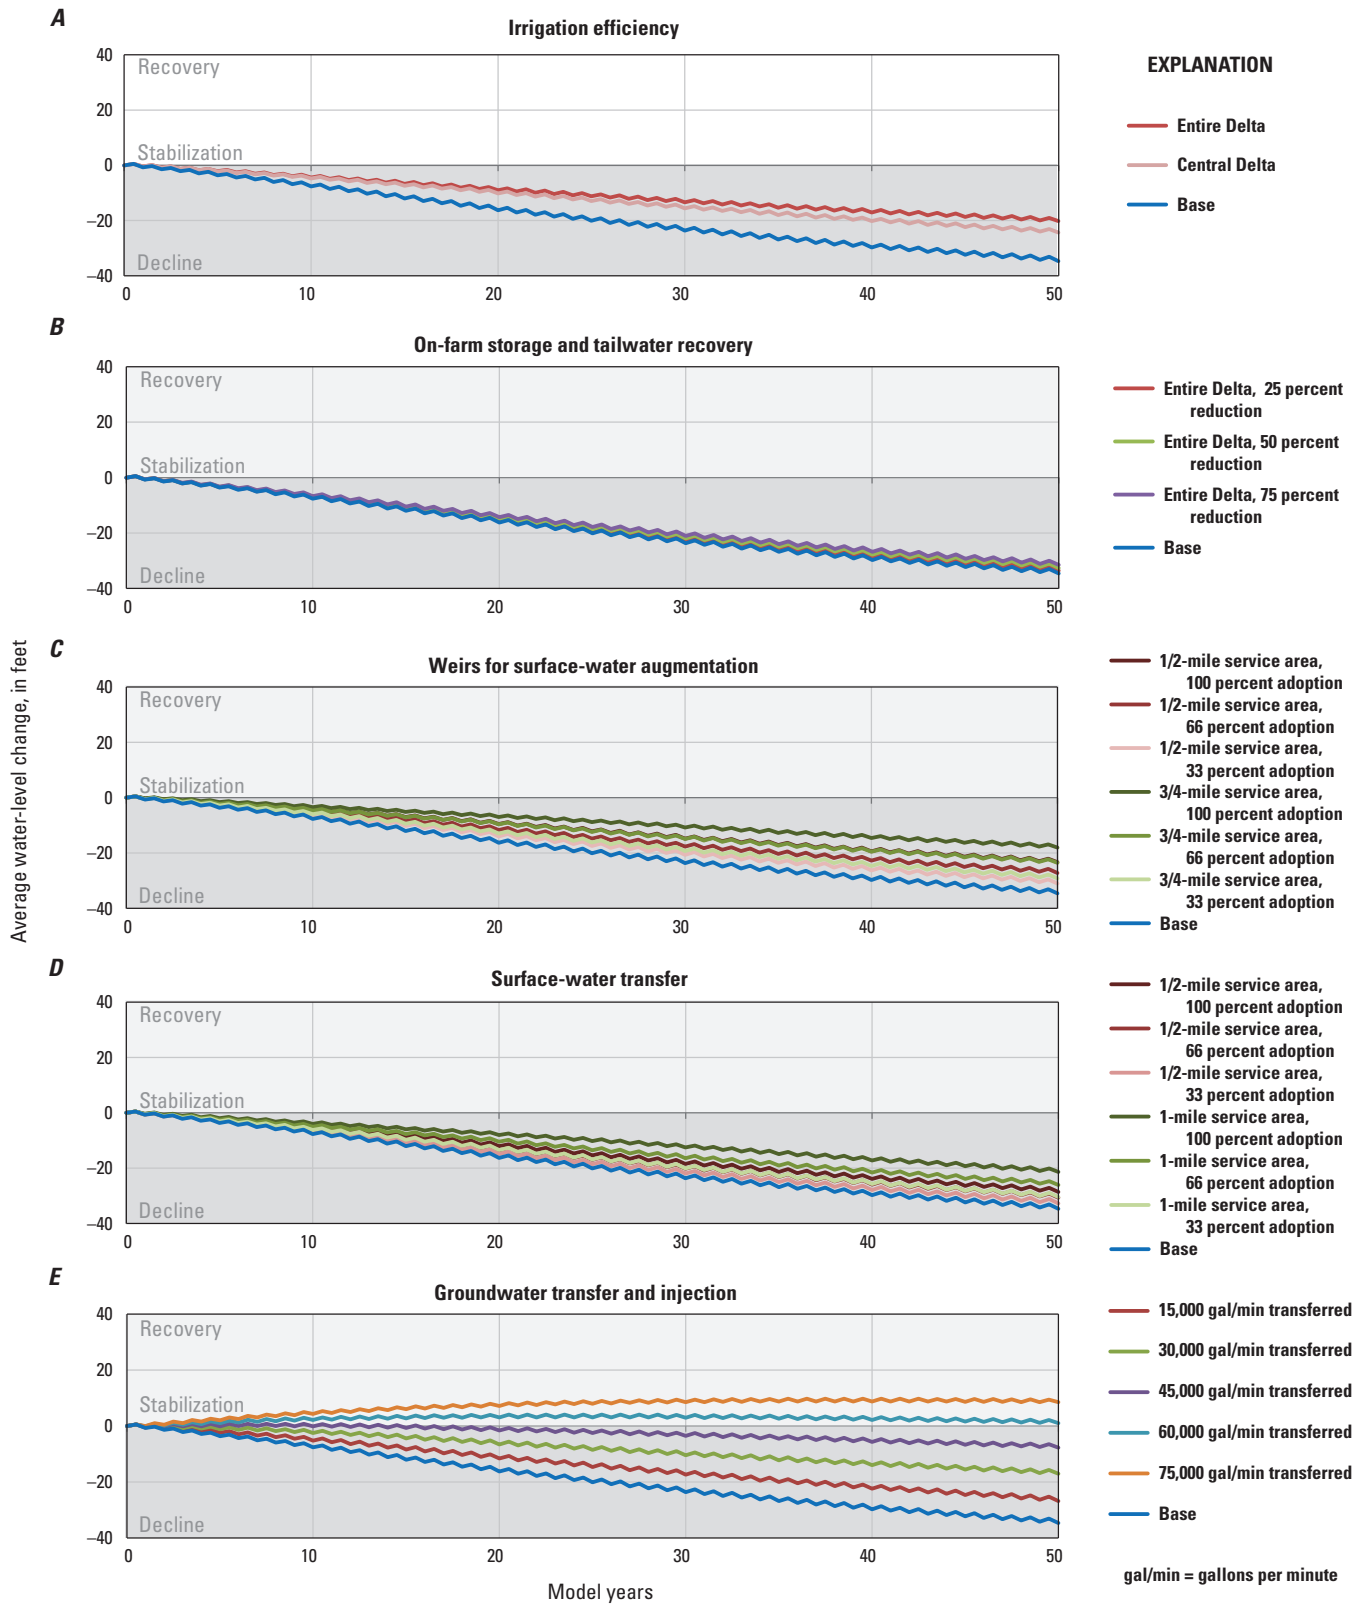 A
Irrigation efficiency
40
20
0
–20
–40
Recovery
Stabilization
Decline
0 10 20 30 40 50
EXPLANATION
Entire Delta
Central Delta
Base
B
On-farm storage and tailwater recovery
40
20
0
–20
–40
Recovery
Stabilization
Decline
0 10 20 30 40 50
Entire Delta, 25 percent
reduction
Entire Delta, 50 percent
reduction
Entire Delta, 75 percent
reduction
Base
Average water-level change, in feet
C
Weirs for surface-water augmentation
40
20
0
–20
–40
Recovery
Stabilization
Decline
0 10 20 30 40 50
1/2-mile service area,
100 percent adoption
1/2-mile service area,
66 percent adoption
1/2-mile service area,
33 percent adoption
3/4-mile service area,
100 percent adoption
3/4-mile service area,
66 percent adoption
3/4-mile service area,
33 percent adoption
Base
D
Surface-water transfer
40
20
0
–20
–40
Recovery
Stabilization
Decline
0 10 20 30 40 50
1/2-mile service area,
100 percent adoption
1/2-mile service area,
66 percent adoption
1/2-mile service area,
33 percent adoption
1-mile service area,
100 percent adoption
1-mile service area,
66 percent adoption
1-mile service area,
33 percent adoption
Base
E
Groundwater transfer and injection
40
20
0
–20
–40
Recovery
Stabilization
Decline
0 10 20 30 40 50
Model years
15,000 gal/min transferred
30,000 gal/min transferred
45,000 gal/min transferred
60,000 gal/min transferred
75,000 gal/min transferred
Base
gal/min = gallons per minute